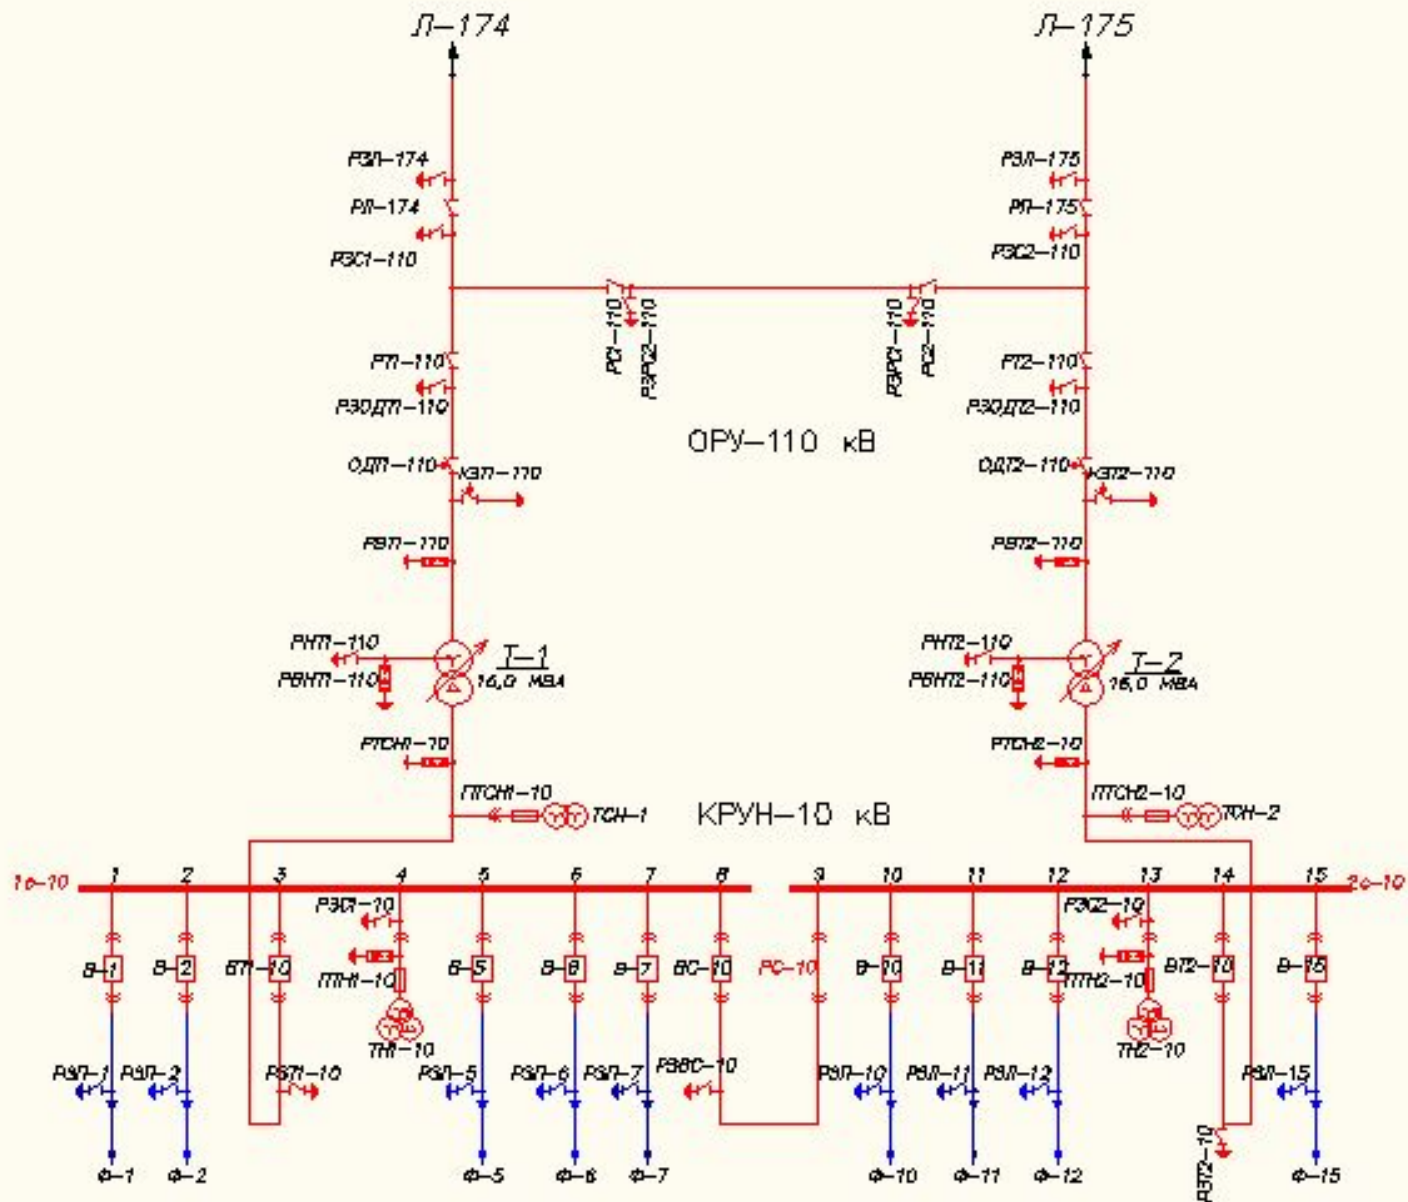 Л-174 Л-175
РЗЛ-174 РЗЛ-175
РЛ-174 РЛ-175
РЗС1-110 РЗС2-110
РС1-110 РЗРС2-110 РЗРС1-110 РС2-110
РТ1-110 РТ2-110
РЗОДТ1-110 РЗОДТ2-110
ОРУ-110 кВ
ОДТ1-110 КЗТ1-110 ОДТ2-110 КЗТ2-110
РВТ1-110 РВТ2-110
РНТ1-110 Т-1 РНТ2-110 Т-2
РВНТ1-110 16,0 МВА РВНТ2-110 16,0 МВА
РТСН1-10 РТСН2-10
ПТСН1-10 ПТСН2-10
ТСН-1 КРУН-10 кВ ТСН-2
1с-10 1 2 3 4 5 6 7 8 9 10 11 12 13 14 15 2с-10
РЗС1-10 РЗС2-10
В-1 В-2 ВТ1-10 В-5 В-6 В-7 ВС-10 РС-10 В-10 В-11 В-12 ВТ2-10 В-15
ПТН1-10 ПТН2-10
ТН1-10 ТН2-10
РЗЛ-1 РЗЛ-2 РЗТ1-10 РЗЛ-5 РЗЛ-6 РЗЛ-7 РЗВС-10 РЗЛ-10 РЗЛ-11 РЗЛ-12 РЗЛ-15
РЗТ2-10
Ф-1 Ф-2 Ф-5 Ф-6 Ф-7 Ф-10 Ф-11 Ф-12 Ф-15